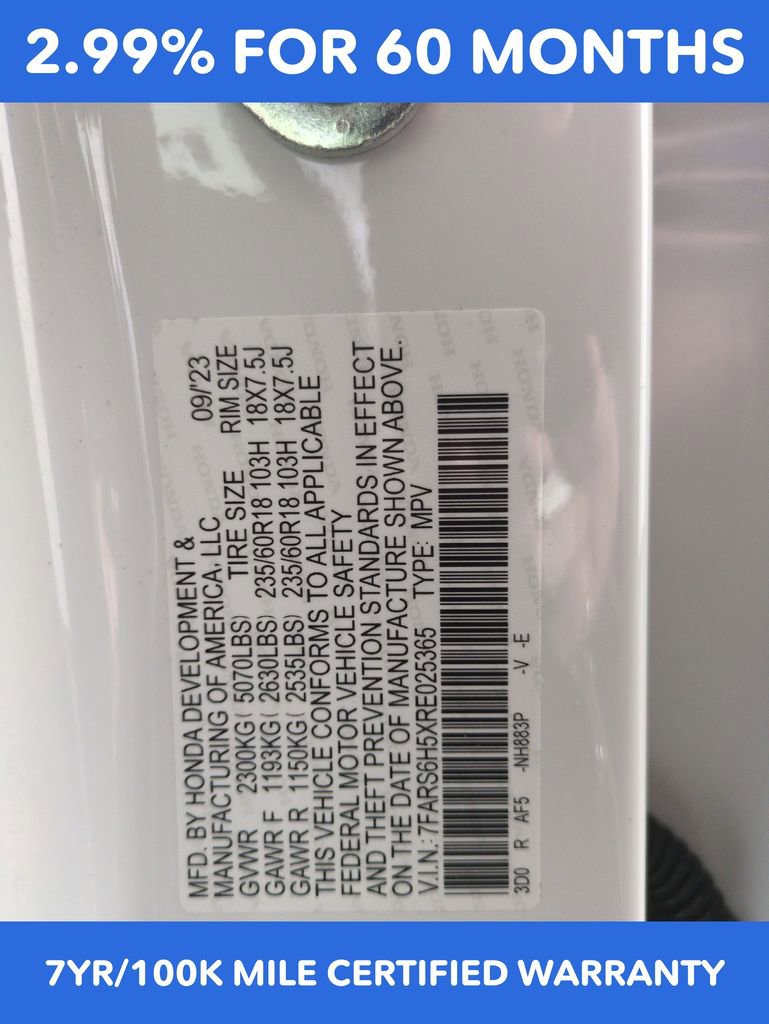 2.99% FOR 60 MONTHS
MFD. BY HONDA DEVELOPMENT &
MANUFACTURING OF AMERICA, LLC 09/'23
GVWR 2300KG( 5070LBS) TIRE SIZE RIM SIZE
GAWR F 1193KG( 2630LBS) 235/60R18 103H 18X7.5J
GAWR R 1150KG( 2535LBS) 235/60R18 103H 18X7.5J
THIS VEHICLE CONFORMS TO ALL APPLICABLE
FEDERAL MOTOR VEHICLE SAFETY
AND THEFT PREVENTION STANDARDS IN EFFECT
ON THE DATE OF MANUFACTURE SHOWN ABOVE.
V.I.N.: 7FARS6H5XRE025365 TYPE: MPV
3D0 R AF5 -NH883P -V -E
7YR/100K MILE CERTIFIED WARRANTY